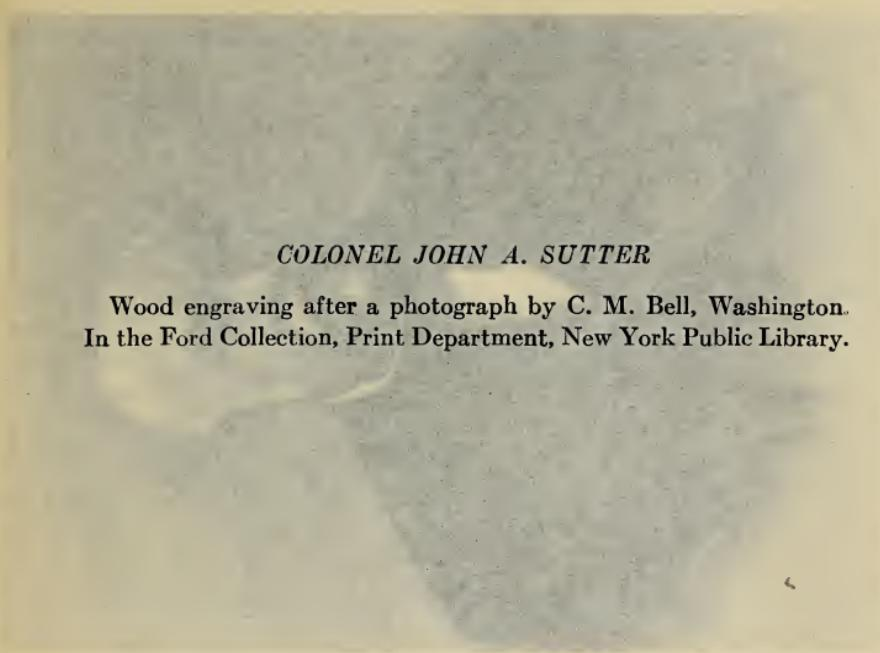 COLONEL JOHN A. SUTTER
Wood engraving after a photograph by C. M. Bell, Washington.
In the Ford Collection, Print Department, New York Public Library.